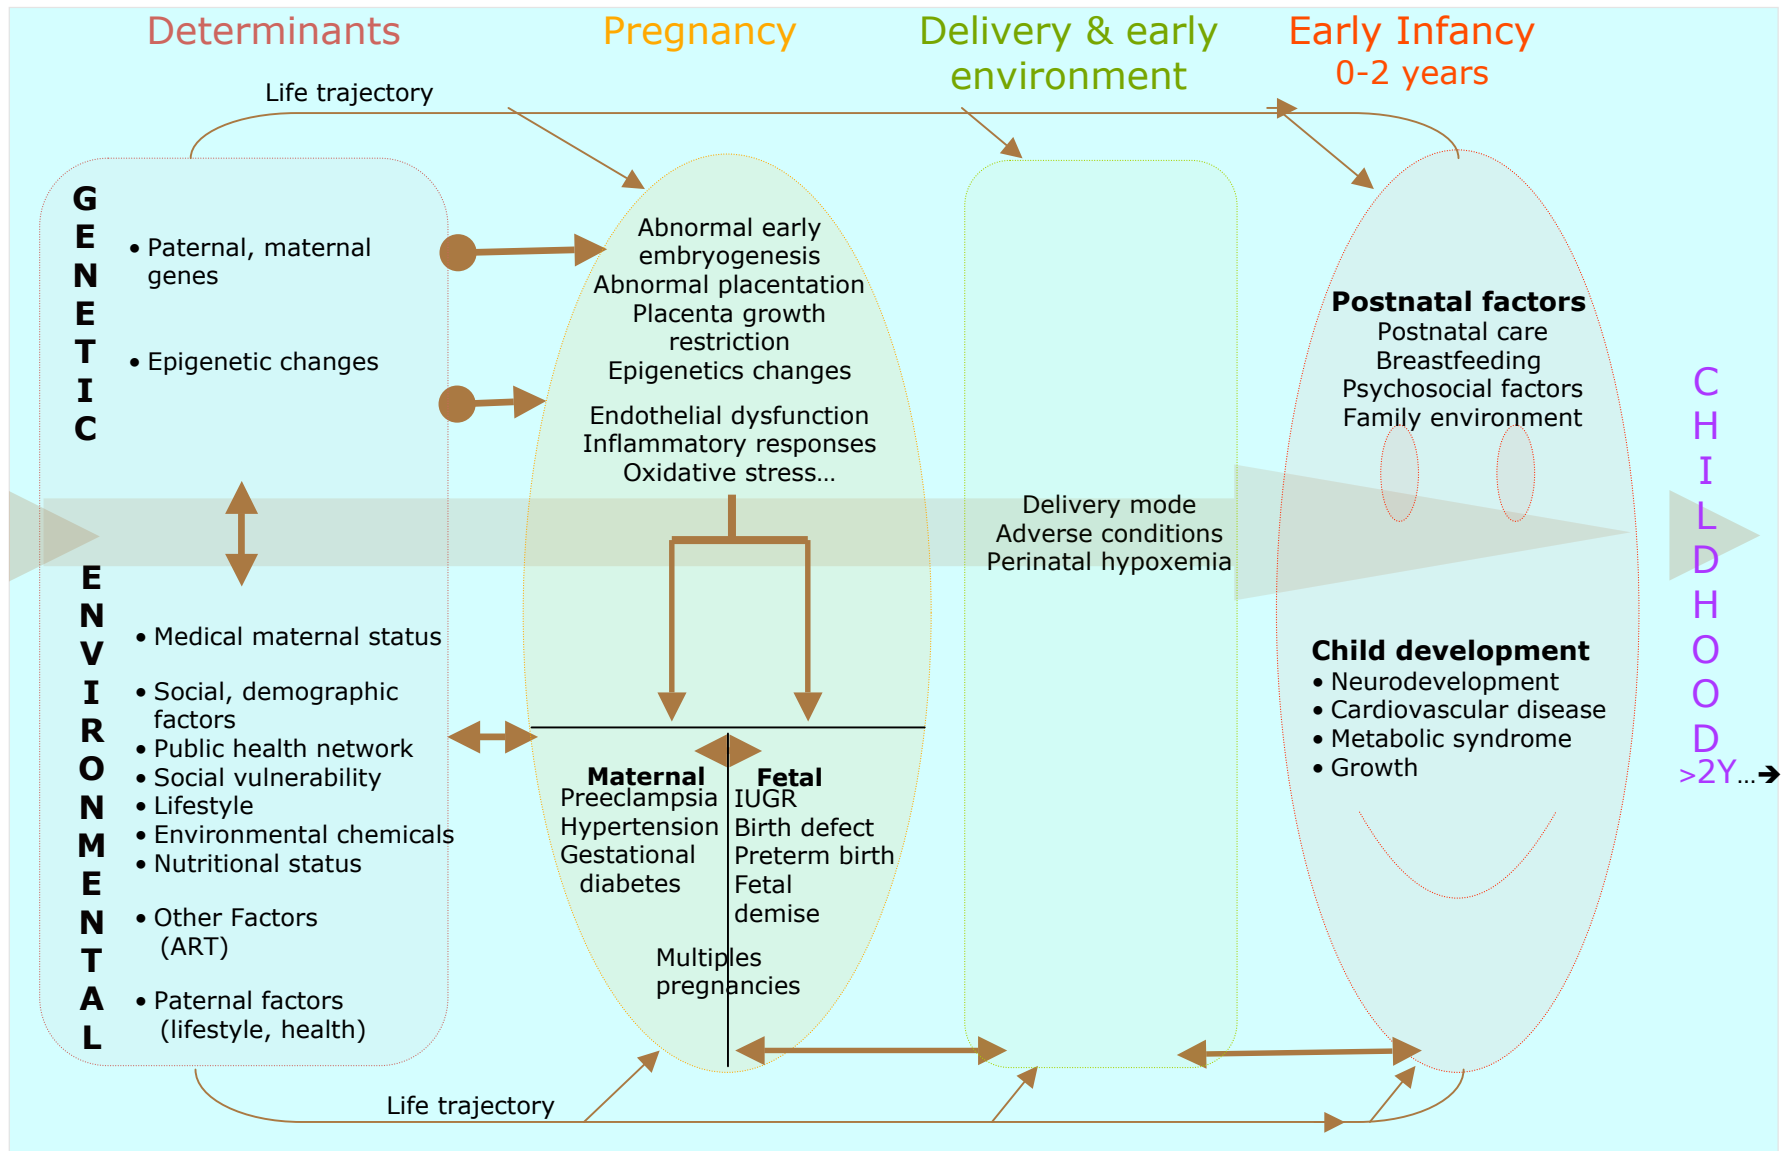 Determinants
Pregnancy
Delivery & early
environment
Early Infancy
0-2 years
Life trajectory
GENETIC
• Paternal, maternal
genes
• Epigenetic changes
ENVIRONMENTAL
• Medical maternal status
• Social, demographic
factors
• Public health network
• Social vulnerability
• Lifestyle
• Environmental chemicals
• Nutritional status
• Other Factors
(ART)
• Paternal factors
(lifestyle, health)
Abnormal early
embryogenesis
Abnormal placentation
Placenta growth
restriction
Epigenetics changes
Endothelial dysfunction
Inflammatory responses
Oxidative stress...
Maternal
Preeclampsia
Hypertension
Gestational
diabetes
Fetal
IUGR
Birth defect
Preterm birth
Fetal
demise
Multiples
pregnancies
Delivery mode
Adverse conditions
Perinatal hypoxemia
Postnatal factors
Postnatal care
Breastfeeding
Psychosocial factors
Family environment
Child development
• Neurodevelopment
• Cardiovascular disease
• Metabolic syndrome
• Growth
CHILDHOOD
>2Y...➔
Life trajectory